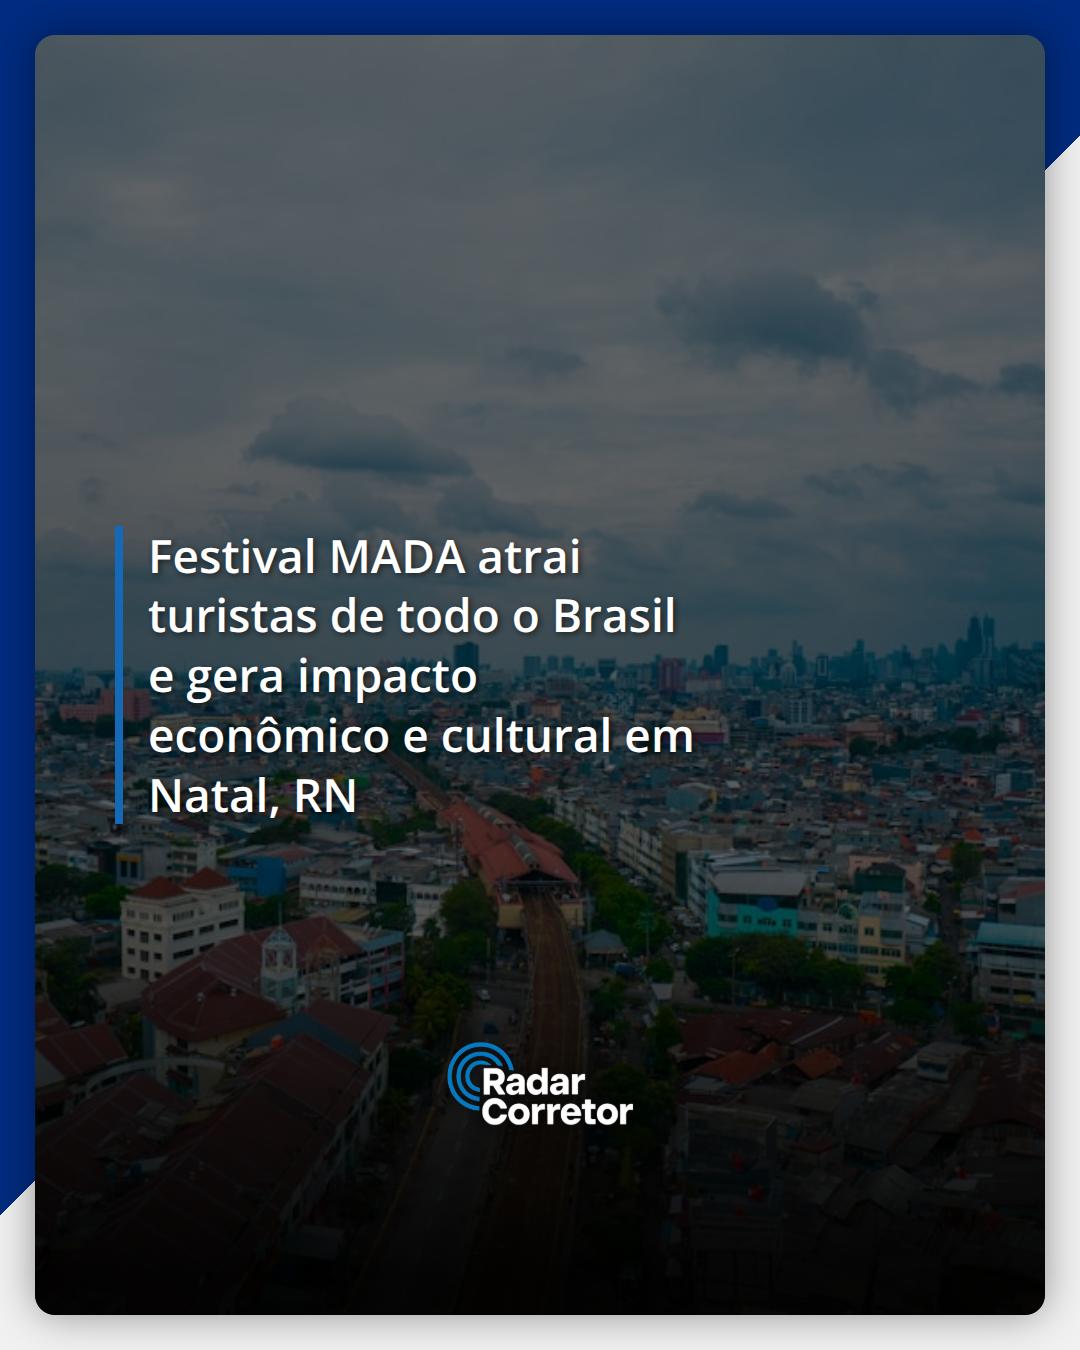 Festival MADA atrai
turistas de todo o Brasil
e gera impacto
econômico e cultural em
Natal, RN
Radar
Corretor